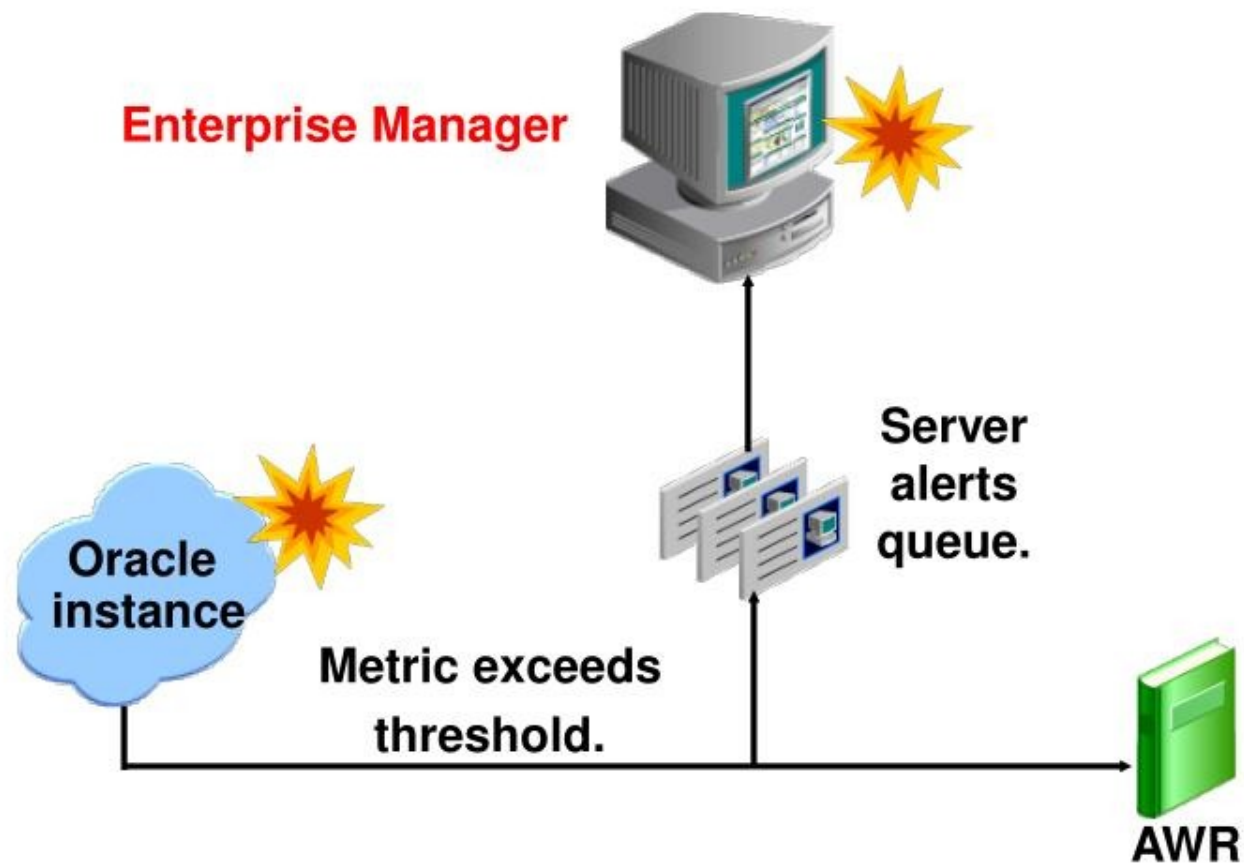 Enterprise Manager
Server
alerts
queue.
Oracle
instance
Metric exceeds
threshold.
AWR